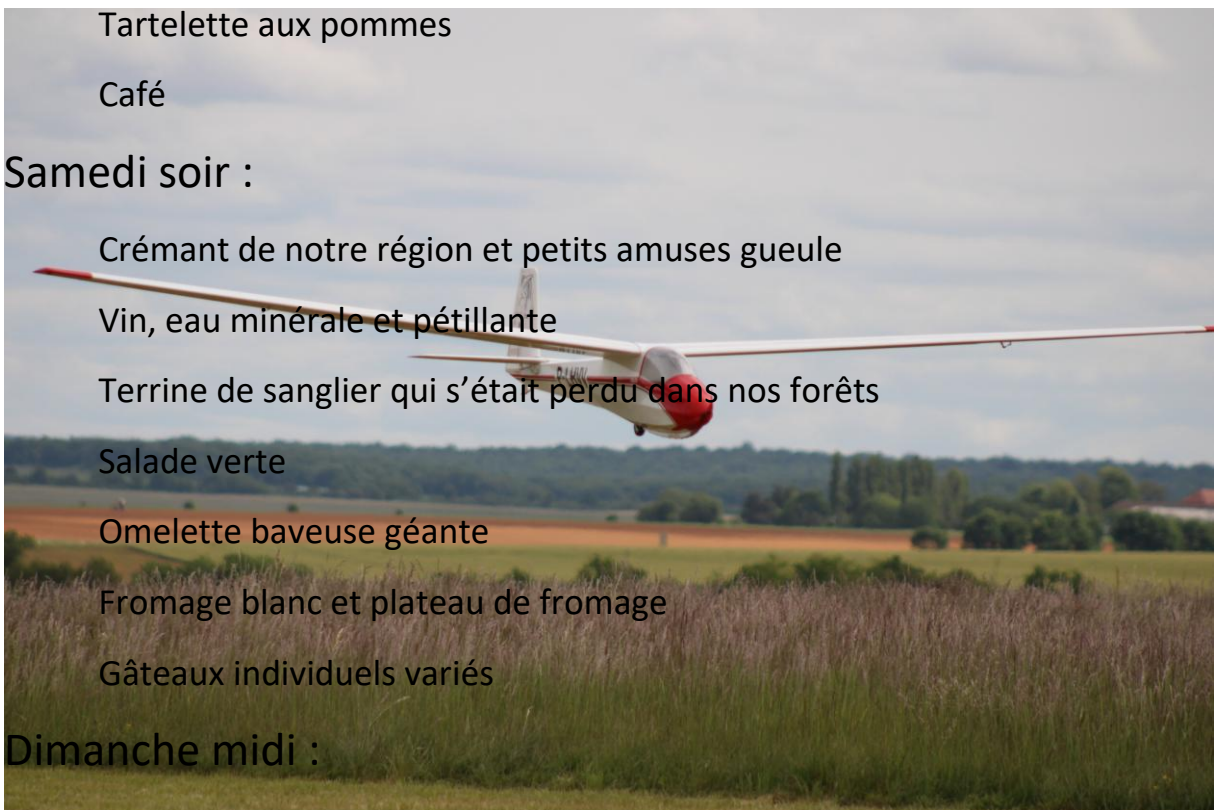 Tartelette aux pommes
Café
Samedi soir :
Crémant de notre région et petits amuses gueule
Vin, eau minérale et pétillante
Terrine de sanglier qui s’était perdu dans nos forêts
Salade verte
Omelette baveuse géante
Fromage blanc et plateau de fromage
Gâteaux individuels variés
Dimanche midi :